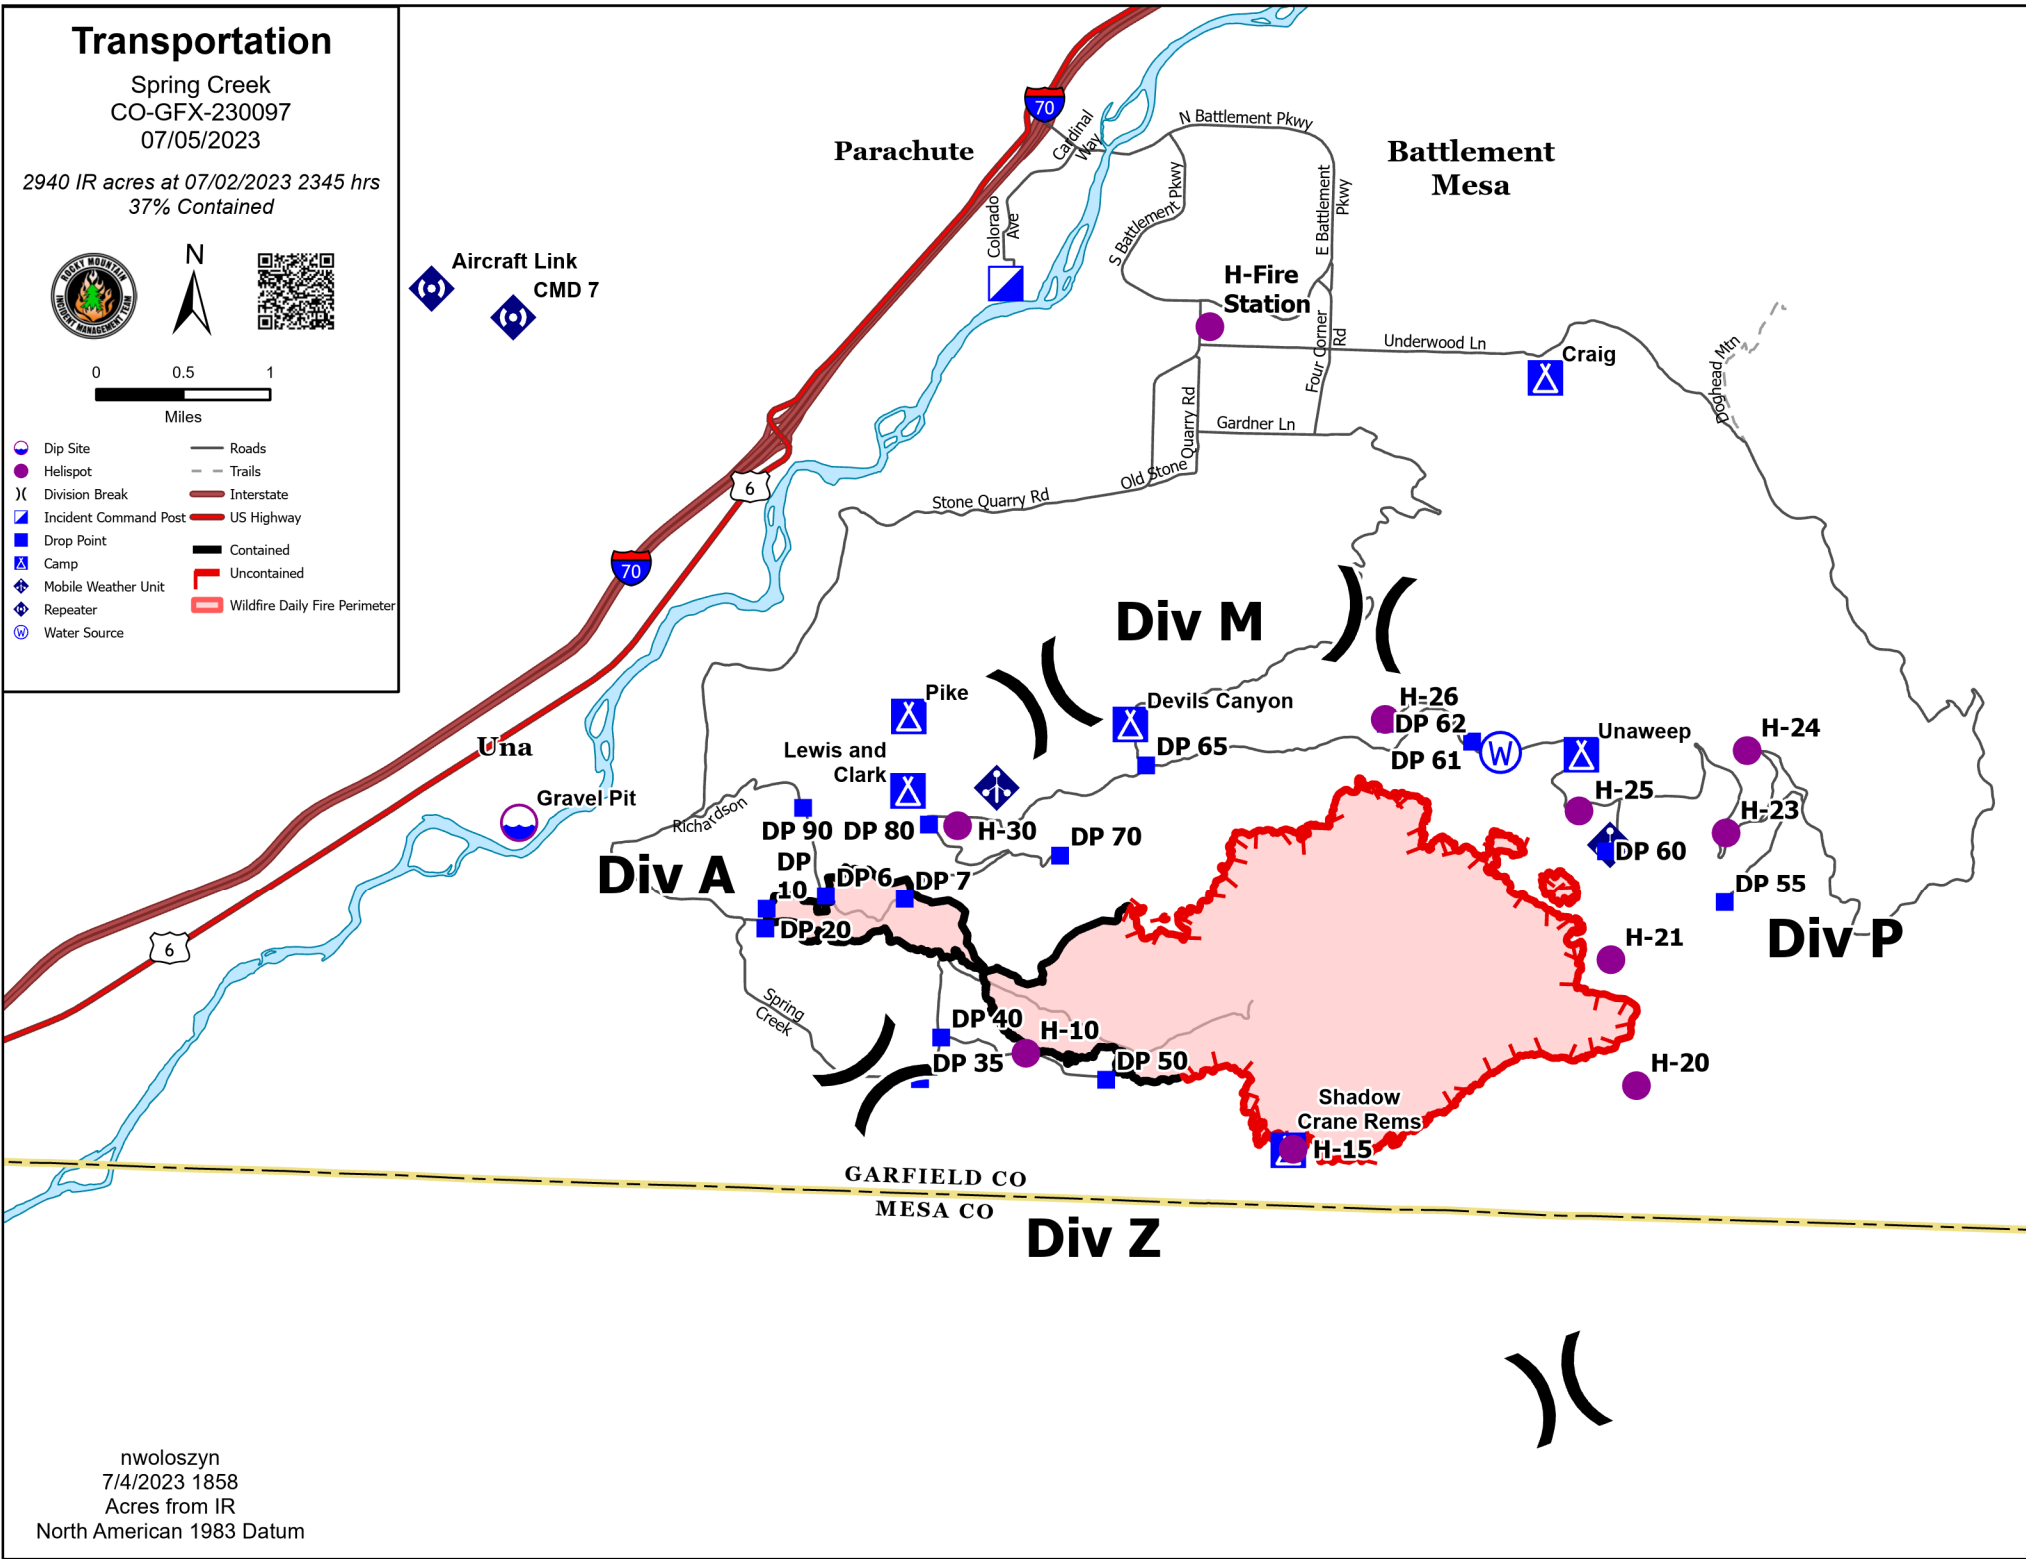 Transportation
Spring Creek
CO-GFX-230097
07/05/2023
2940 IR acres at 07/02/2023 2345 hrs
37% Contained
ROCKY MOUNTAIN
INCIDENT MANAGEMENT TEAM
N
0 0.5 1
Miles
Dip Site
Helispot
Division Break
Incident Command Post
Drop Point
Camp
Mobile Weather Unit
Repeater
W Water Source
Roads
Trails
Interstate
US Highway
Contained
Uncontained
Wildfire Daily Fire Perimeter
Aircraft Link
CMD 7
Parachute
70
Cardinal
Way
N Battlement Pkwy
Battlement
Mesa
Colorado
Ave
S Battlement Pkwy
E Battlement
Pkwy
H-Fire
Station
Four Corner
Rd
Underwood Ln
Craig
Doghead Mtn
Quarry Rd
Gardner Ln
Old Stone
Stone Quarry Rd
6
70
Div M
Pike
Devils Canyon
H-26
DP 62
DP 61
W
Unaweep
H-24
Una
Lewis and
Clark
DP 65
Gravel Pit
Richardson
DP 90
DP 80
H-30
DP 70
H-25
H-23
DP 60
Div A
DP
10
DP 6
DP 7
DP 55
DP 20
H-21
Div P
6
Spring
Creek
DP 40
H-10
DP 35
DP 50
H-20
Shadow
Crane Rems
H-15
GARFIELD CO
MESA CO
Div Z
nwoloszyn
7/4/2023 1858
Acres from IR
North American 1983 Datum